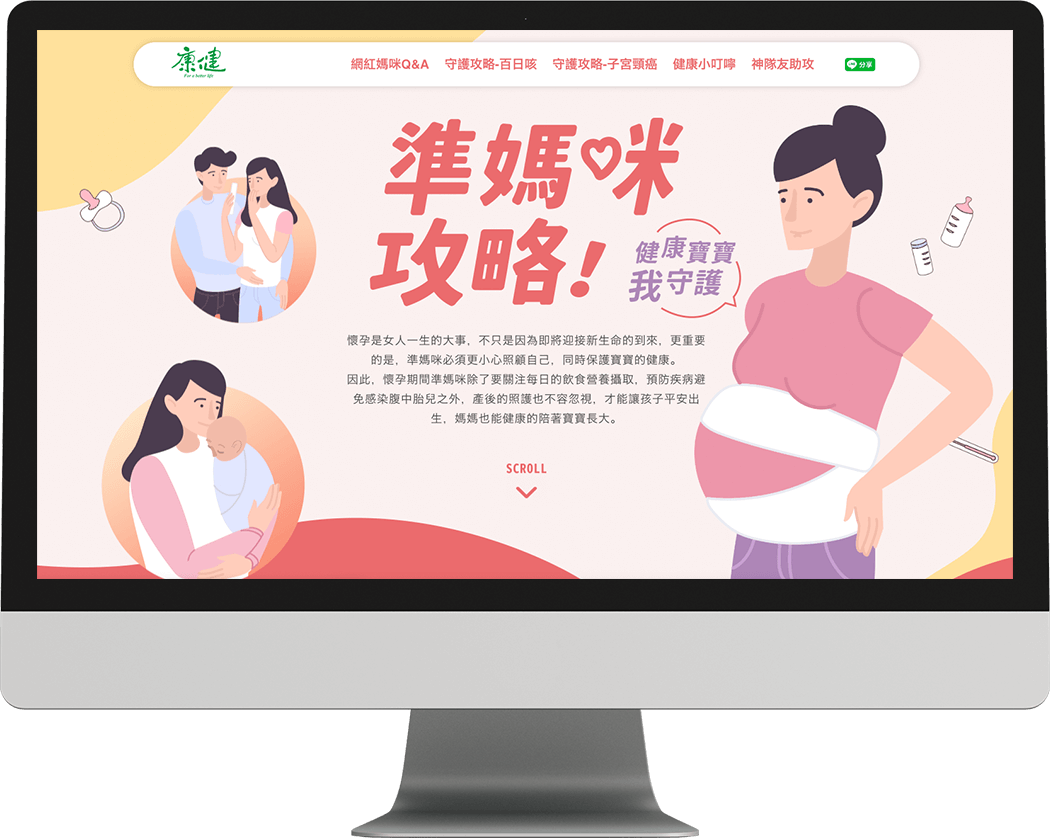 康健
For a better life
網紅媽咪Q&A 守護攻略-百日咳 守護攻略-子宮頸癌 健康小叮嚀 神隊友助攻 分享
準媽咪
攻略!
健康寶寶
我守護
懷孕是女人一生的大事，不只是因為即將迎接新生命的到來，更重要
的是，準媽咪必須更小心照顧自己，同時保護寶寶的健康。
因此，懷孕期間準媽咪除了要關注每日的飲食營養攝取，預防疾病避
免感染腹中胎兒之外，產後的照護也不容忽視，才能讓孩子平安出
生，媽媽也能健康的陪著寶寶長大。
SCROLL